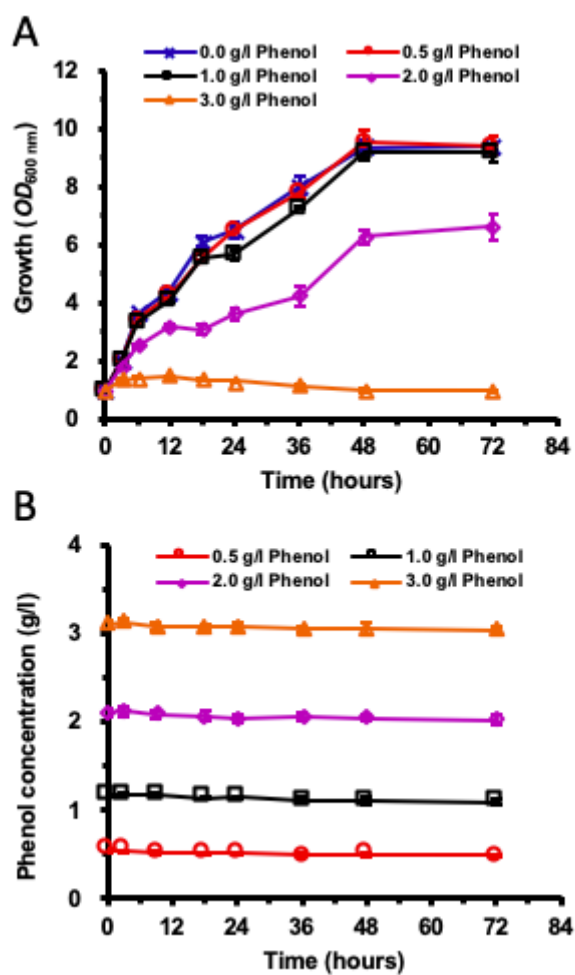 A
0.0 g/l Phenol
0.5 g/l Phenol
1.0 g/l Phenol
2.0 g/l Phenol
3.0 g/l Phenol
Growth (OD600 nm)
12
10
8
6
4
2
0
0 12 24 36 48 60 72 84
Time (hours)
B
0.5 g/l Phenol
1.0 g/l Phenol
2.0 g/l Phenol
3.0 g/l Phenol
Phenol concentration (g/l)
4
3
2
1
0
0 12 24 36 48 60 72 84
Time (hours)